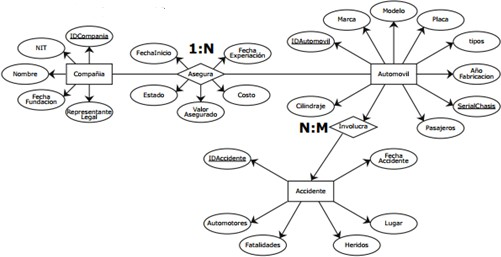 Modelo
Marca
Placa
1:N
IDCompania
FechaInicio
Fecha
Experiación
IDAutomovil
tipos
NIT
Nombre
Compañia
Asegura
Automovil
Año
Fabricacion
Fecha
Fundacion
Representante
Legal
Estado
Valor
Asegurado
Costo
Cilindraje
SerialChasis
N:M
Involucra
Pasajeros
IDAccidente
Fecha
Accidente
Accidente
Automotores
Lugar
Fatalidades
Heridos